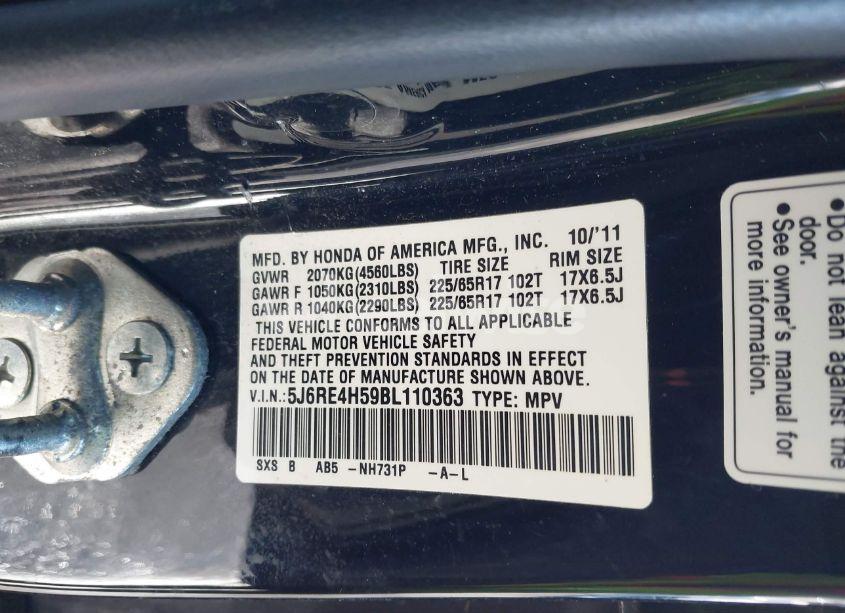 MFD. BY HONDA OF AMERICA MFG., INC. 10/'11
GVWR 2070KG(4560LBS) TIRE SIZE RIM SIZE
GAWR F 1050KG(2310LBS) 225/65R17 102T 17X6.5J
GAWR R 1040KG(2290LBS) 225/65R17 102T 17X6.5J
THIS VEHICLE CONFORMS TO ALL APPLICABLE
FEDERAL MOTOR VEHICLE SAFETY
AND THEFT PREVENTION STANDARDS IN EFFECT
ON THE DATE OF MANUFACTURE SHOWN ABOVE.
V.I.N.:5J6RE4H59BL110363 TYPE: MPV
SXS B AB5 -NH731P -A-L
•Do not lean against the
door.
•See owner's manual for
more information.